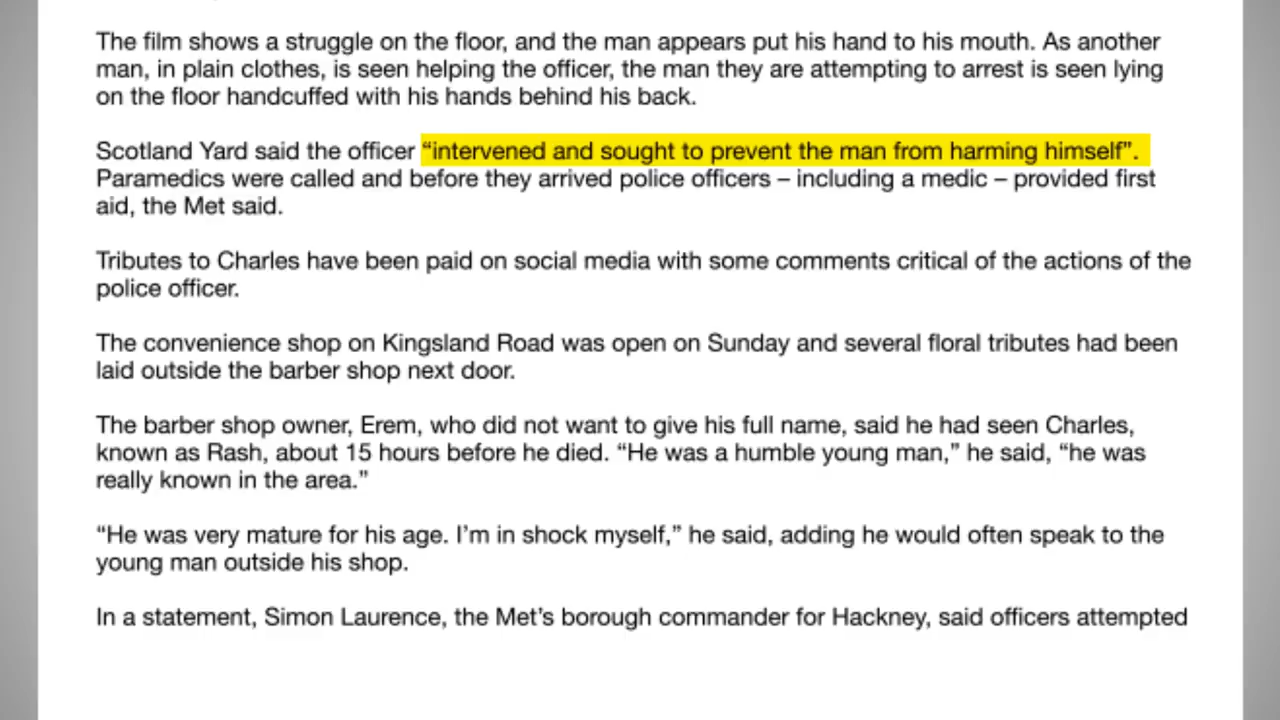 The film shows a struggle on the floor, and the man appears put his hand to his mouth. As another
man, in plain clothes, is seen helping the officer, the man they are attempting to arrest is seen lying
on the floor handcuffed with his hands behind his back.
Scotland Yard said the officer “intervened and sought to prevent the man from harming himself”.
Paramedics were called and before they arrived police officers – including a medic – provided first
aid, the Met said.
Tributes to Charles have been paid on social media with some comments critical of the actions of the
police officer.
The convenience shop on Kingsland Road was open on Sunday and several floral tributes had been
laid outside the barber shop next door.
The barber shop owner, Erem, who did not want to give his full name, said he had seen Charles,
known as Rash, about 15 hours before he died. “He was a humble young man,” he said, “he was
really known in the area.”
“He was very mature for his age. I’m in shock myself,” he said, adding he would often speak to the
young man outside his shop.
In a statement, Simon Laurence, the Met’s borough commander for Hackney, said officers attempted